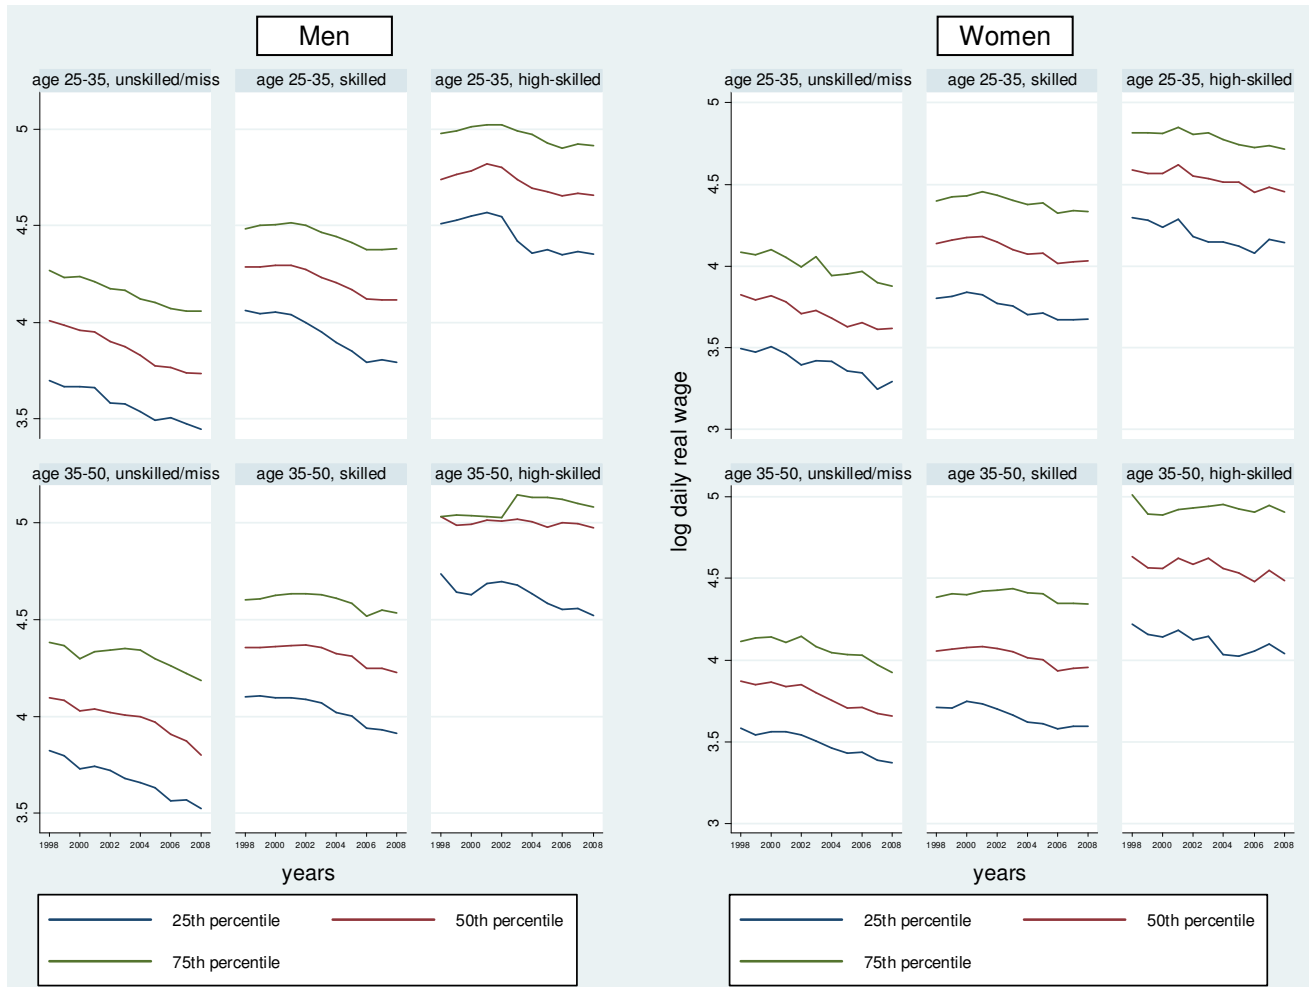 Men
age 25-35, unskilled/miss age 25-35, skilled age 25-35, high-skilled
5
4.5
4
3.5
age 35-50, unskilled/miss age 35-50, skilled age 35-50, high-skilled
5
4.5
4
3.5
1998 2000 2002 2004 2006 2008 1998 2000 2002 2004 2006 2008 1998 2000 2002 2004 2006 2008
years
25th percentile 50th percentile
75th percentile
Women
age 25-35, unskilled/miss age 25-35, skilled age 25-35, high-skilled
5
4.5
4
3.5
3
log daily real wage
age 35-50, unskilled/miss age 35-50, skilled age 35-50, high-skilled
5
4.5
4
3.5
3
1998 2000 2002 2004 2006 2008 1998 2000 2002 2004 2006 2008 1998 2000 2002 2004 2006 2008
years
25th percentile 50th percentile
75th percentile